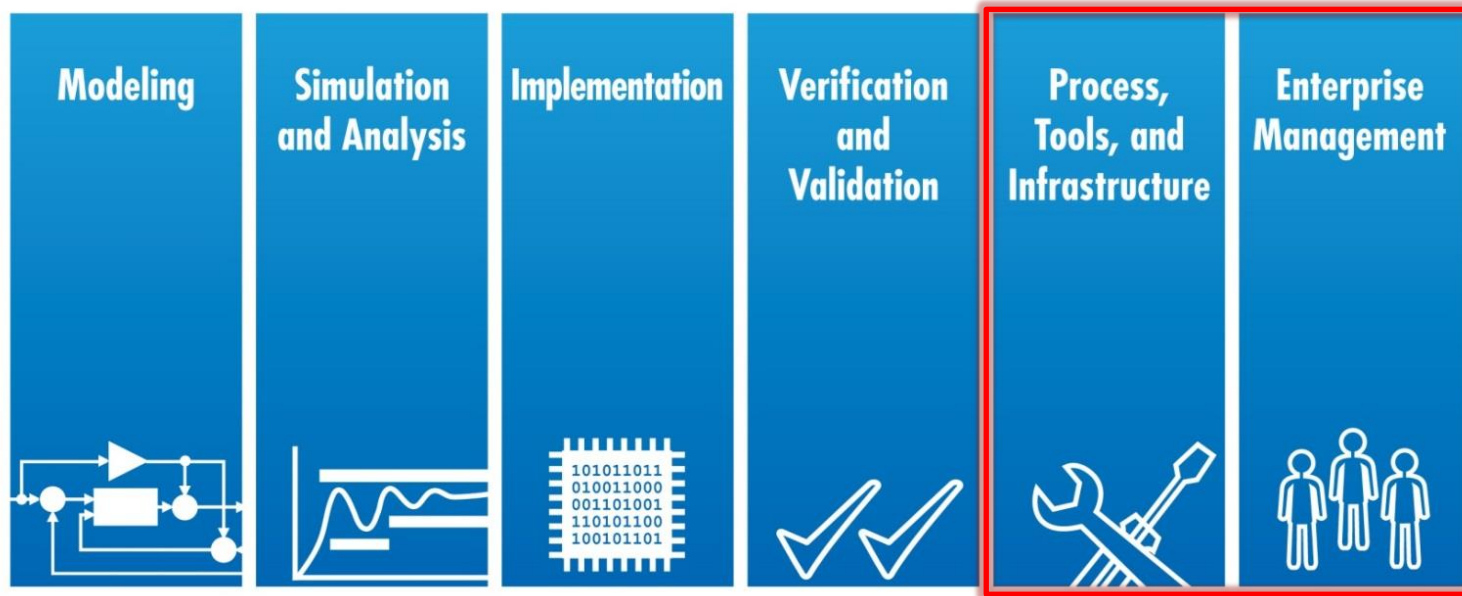 Modeling
Simulation
and Analysis
Implementation
Verification
and
Validation
Process,
Tools, and
Infrastructure
Enterprise
Management
101011011
010011000
001101001
110101100
100101101